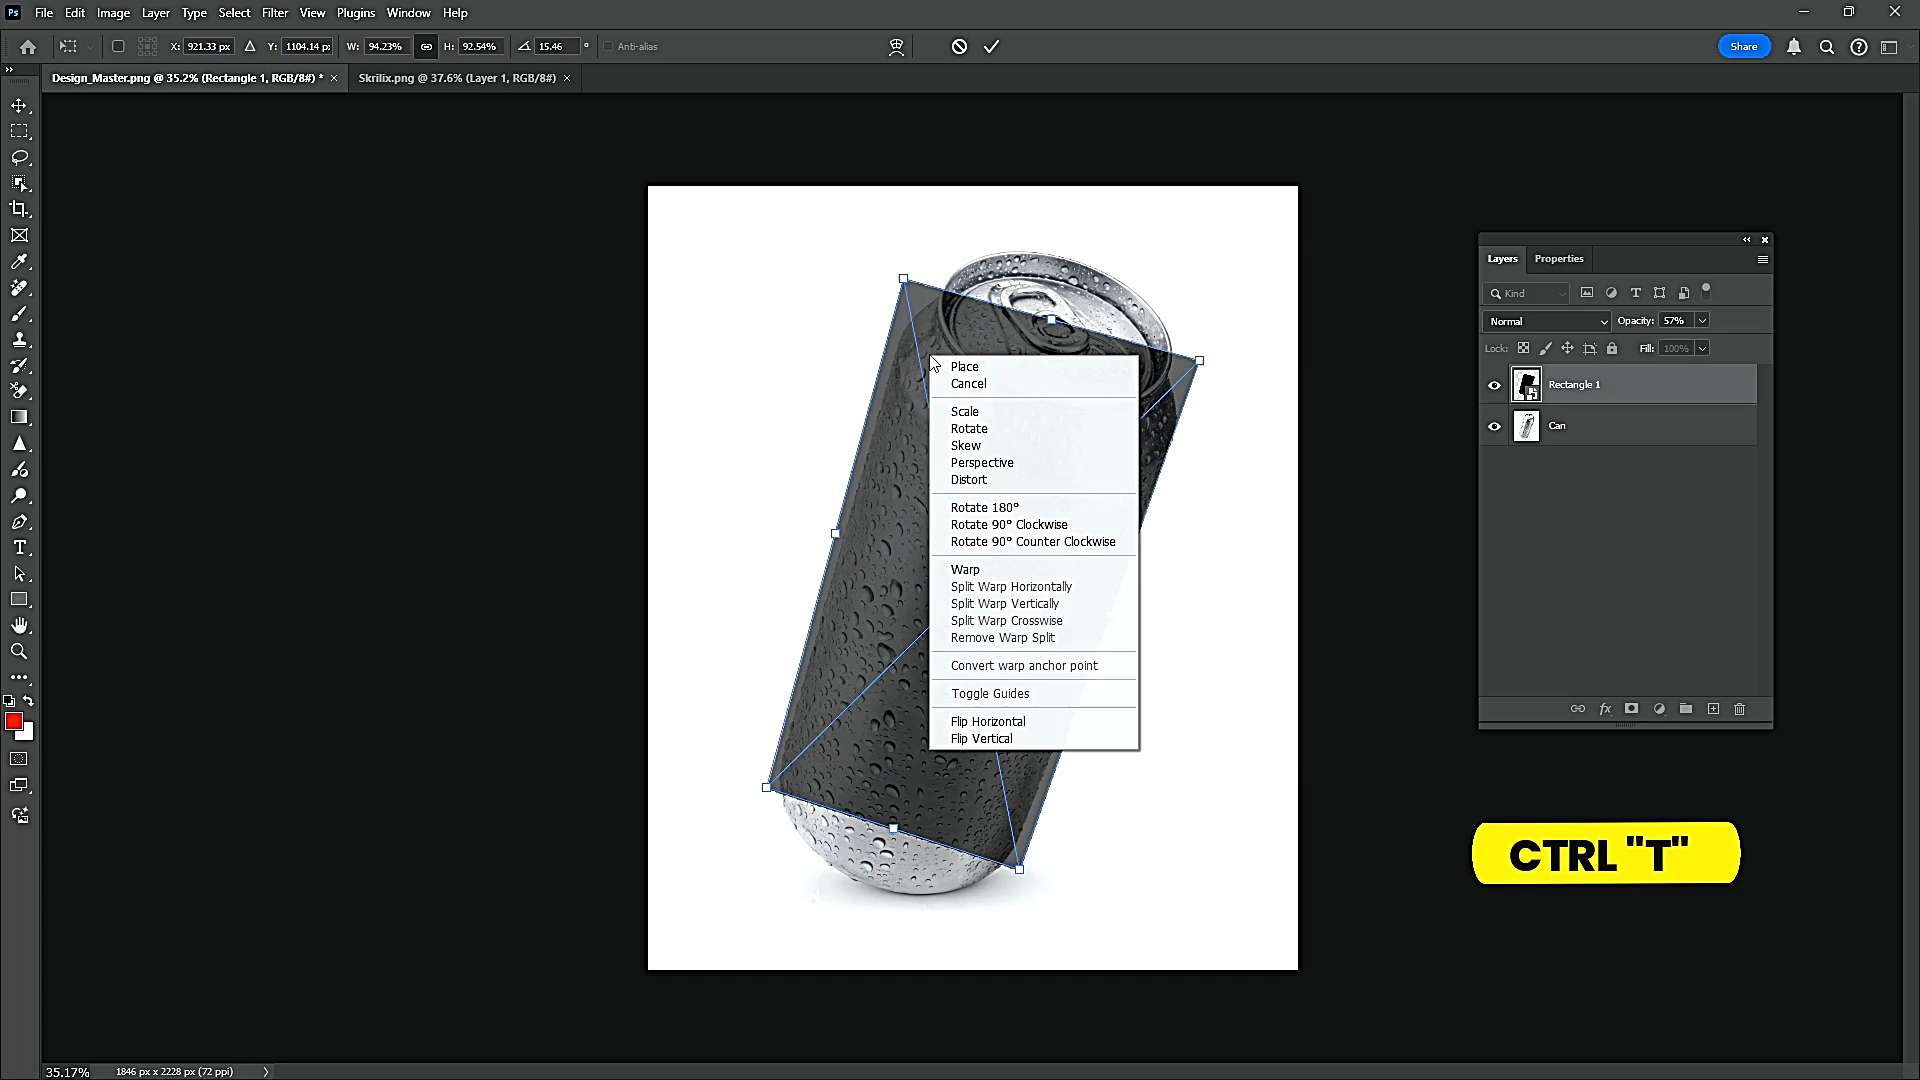 Ps File Edit Image Layer Type Select Filter View Plugins Window Help
X: 921.33 px Y: 1104.14 px W: 94.23% H: 92.54% 15.46 ° Anti-alias Share
Design_Master.png @ 35.2% (Rectangle 1, RGB/8#) * × Skrilix.png @ 37.6% (Layer 1, RGB/8#) ×
Place
Cancel
Scale
Rotate
Skew
Perspective
Distort
Rotate 180°
Rotate 90° Clockwise
Rotate 90° Counter Clockwise
Warp
Split Warp Horizontally
Split Warp Vertically
Split Warp Crosswise
Remove Warp Split
Convert warp anchor point
Toggle Guides
Flip Horizontal
Flip Vertical
Layers Properties
Kind
Normal Opacity: 57%
Lock: Fill: 100%
Rectangle 1
Can
fx
CTRL "T"
35.17% 1846 px x 2228 px (72 ppi)